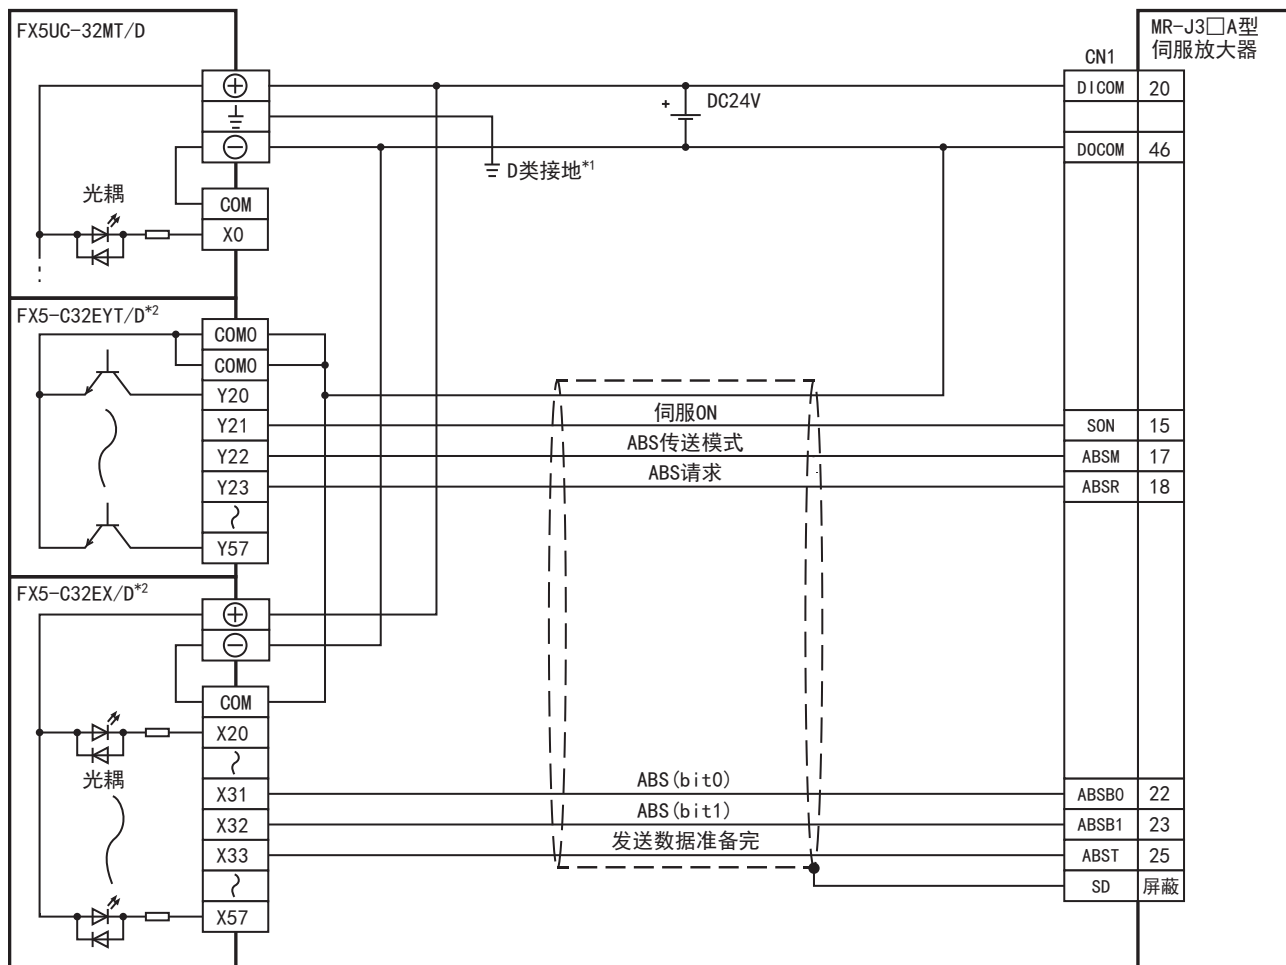 FX5UC-32MT/D
MR-J3□A型
伺服放大器
CN1
DICOM 20
DC24V
+
DOCOM 46
D类接地*1
光耦
COM
X0
FX5-C32EYT/D*2
COM0
COM0
Y20
Y21 伺服ON SON 15
Y22 ABS传送模式 ABSM 17
Y23 ABS请求 ABSR 18
Y57
FX5-C32EX/D*2
COM
X20
光耦
X31 ABS(bit0) ABSB0 22
X32 ABS(bit1) ABSB1 23
X33 发送数据准备完 ABST 25
SD 屏蔽
X57